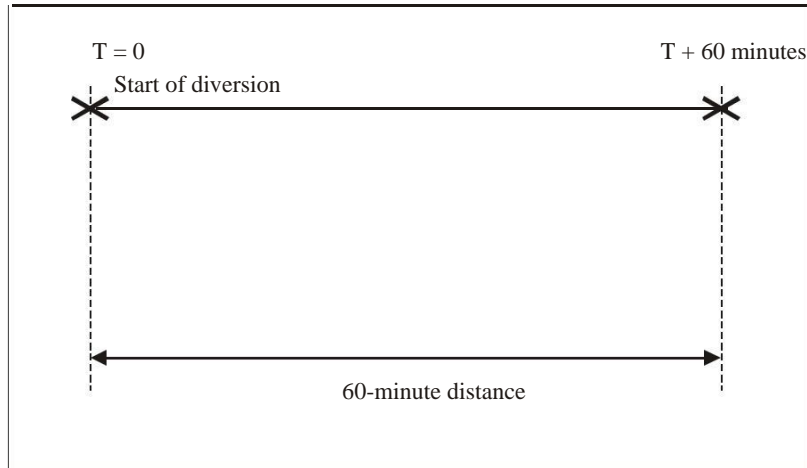 T = 0
T + 60 minutes
Start of diversion
60-minute distance